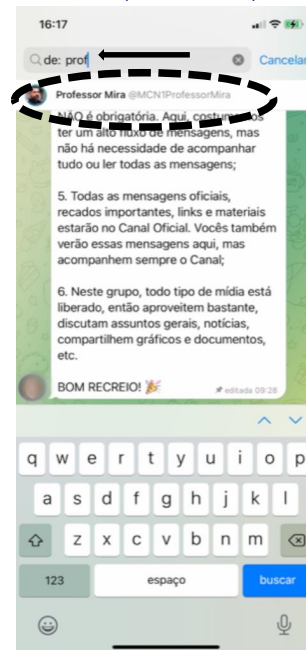 16:17
de: prof
Cancelar
Professor Mira @MCN1ProfessorMira
NÃO é obrigatória. Aqui, costumamos
ter um alto fluxo de mensagens, mas
não há necessidade de acompanhar
tudo ou ler todas as mensagens;
5. Todas as mensagens oficiais,
recados importantes, links e materiais
estarão no Canal Oficial. Vocês também
verão essas mensagens aqui, mas
acompanhem sempre o Canal;
6. Neste grupo, todo tipo de mídia está
liberado, então aproveitem bastante,
discutam assuntos gerais, notícias,
compartilhem gráficos e documentos,
etc.
BOM RECREIO! 🎉
editada 09:28
q w e r t y u i o p
a s d f g h j k l
z x c v b n m
123 espaço buscar